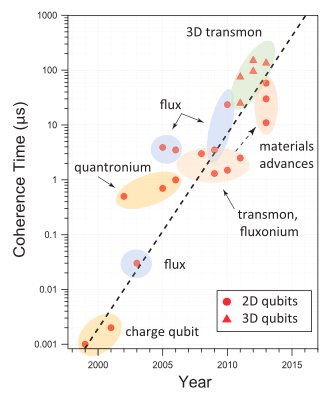 3D transmon
1000
100
10
1
0.1
0.01
0.001
Coherence Time (µs)
flux
quantronium
materials
advances
transmon,
fluxonium
flux
charge qubit
2D qubits
3D qubits
2000
2005
2010
2015
Year